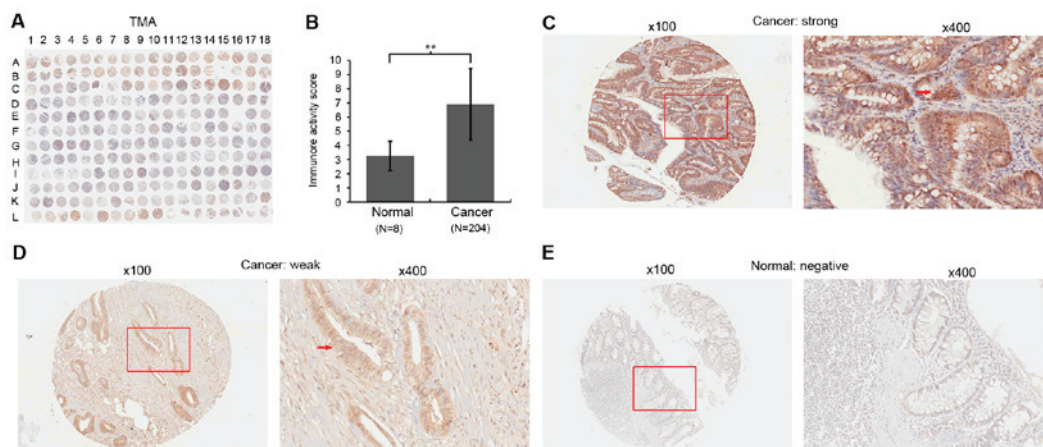 A
TMA
1 2 3 4 5 6 7 8 9 10 11 12 13 14 15 16 17 18
A
B
C
D
E
F
G
H
I
J
K
L
B
**
Immunore activity score
10
9
8
7
6
5
4
3
2
1
0
Normal
Cancer
(N=8)
(N=204)
C
Cancer: strong
x100
x400
D
Cancer: weak
x100
x400
E
Normal: negative
x100
x400